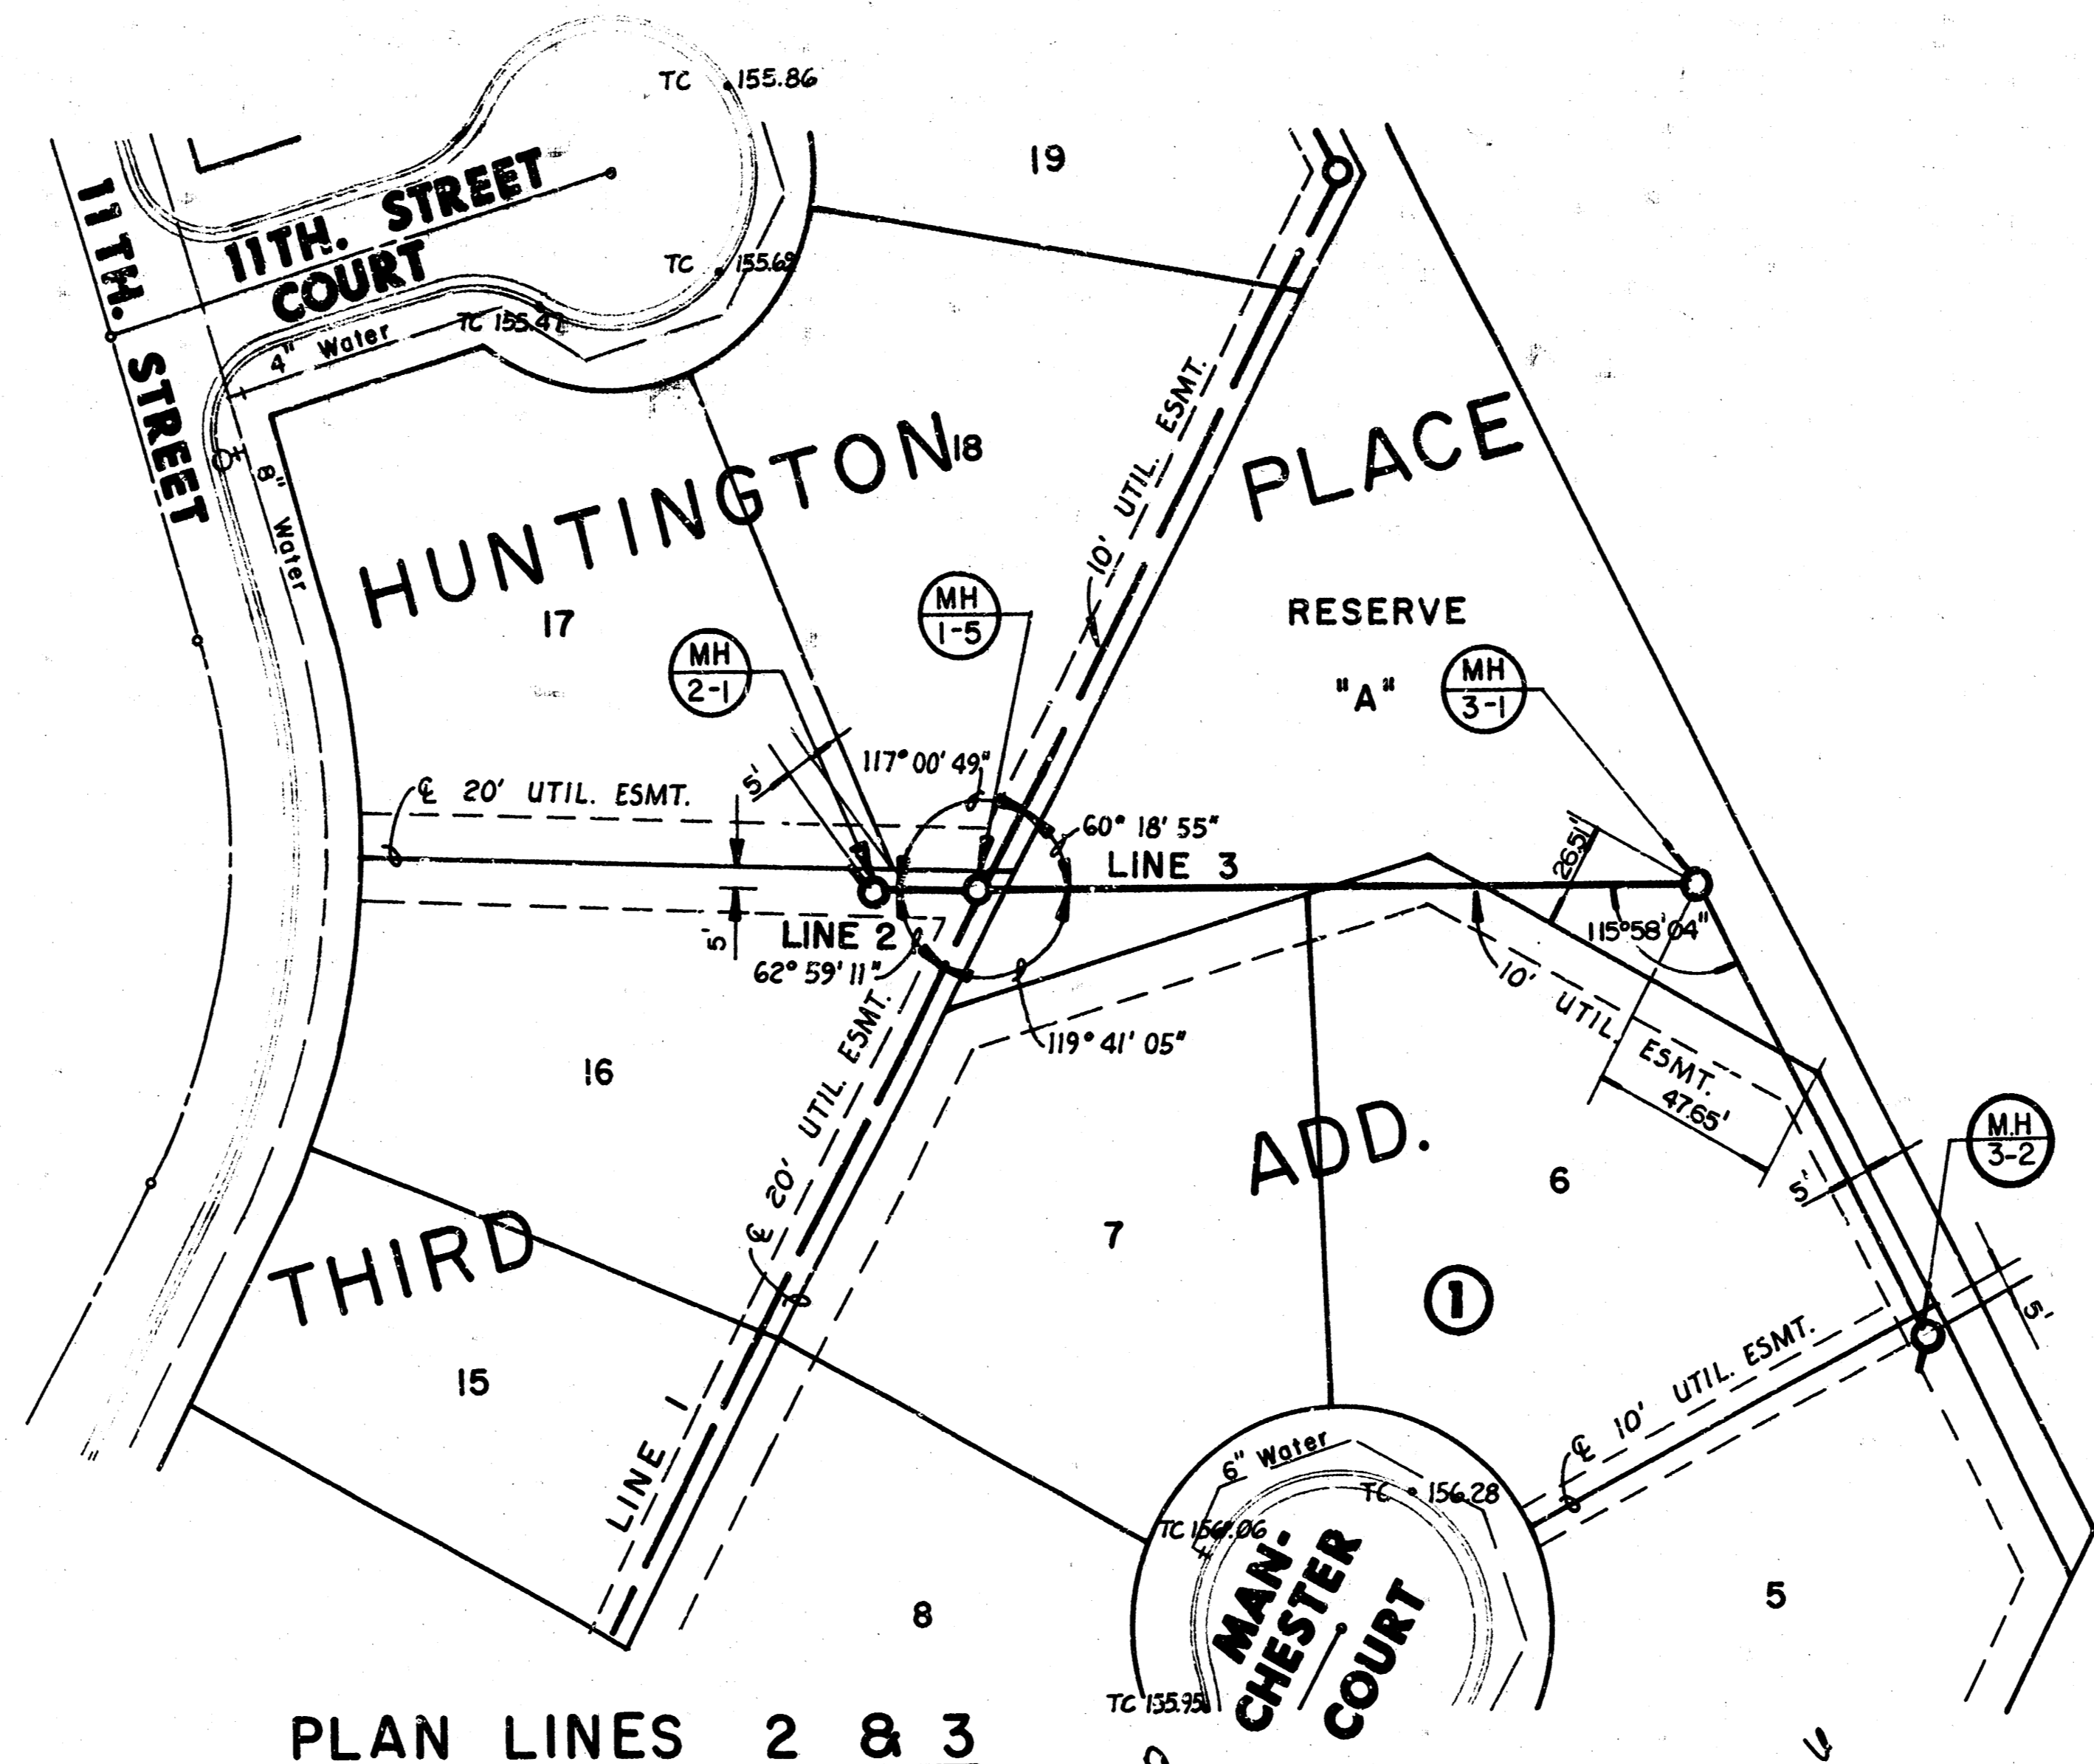 TC 155.86
19
11TH. STREET
COURT
11TH. STREET
TC 155.69
TC 155.47
4" Water
8" Water
10' UTIL. ESMT.
HUNTINGTON PLACE
18
17
MH
1-5
RESERVE
"A"
MH
2-1
MH
3-1
117° 00' 49"
5'
℄ 20' UTIL. ESMT.
60° 18' 55"
LINE 3
26.51'
115°58'04"
5'
LINE 2
62° 59' 11"
10' UTIL. ESMT.
119° 41' 05"
16
℄ 20' UTIL. ESMT.
47.65'
ADD.
M.H
3-2
6
5'
7
THIRD
1
5'
15
LINE 1
℄ 10' UTIL. ESMT.
6" Water
TC 156.28
TC 156.06
MAN-
CHESTER
COURT
5
8
TC 155.95
PLAN LINES 2 & 3